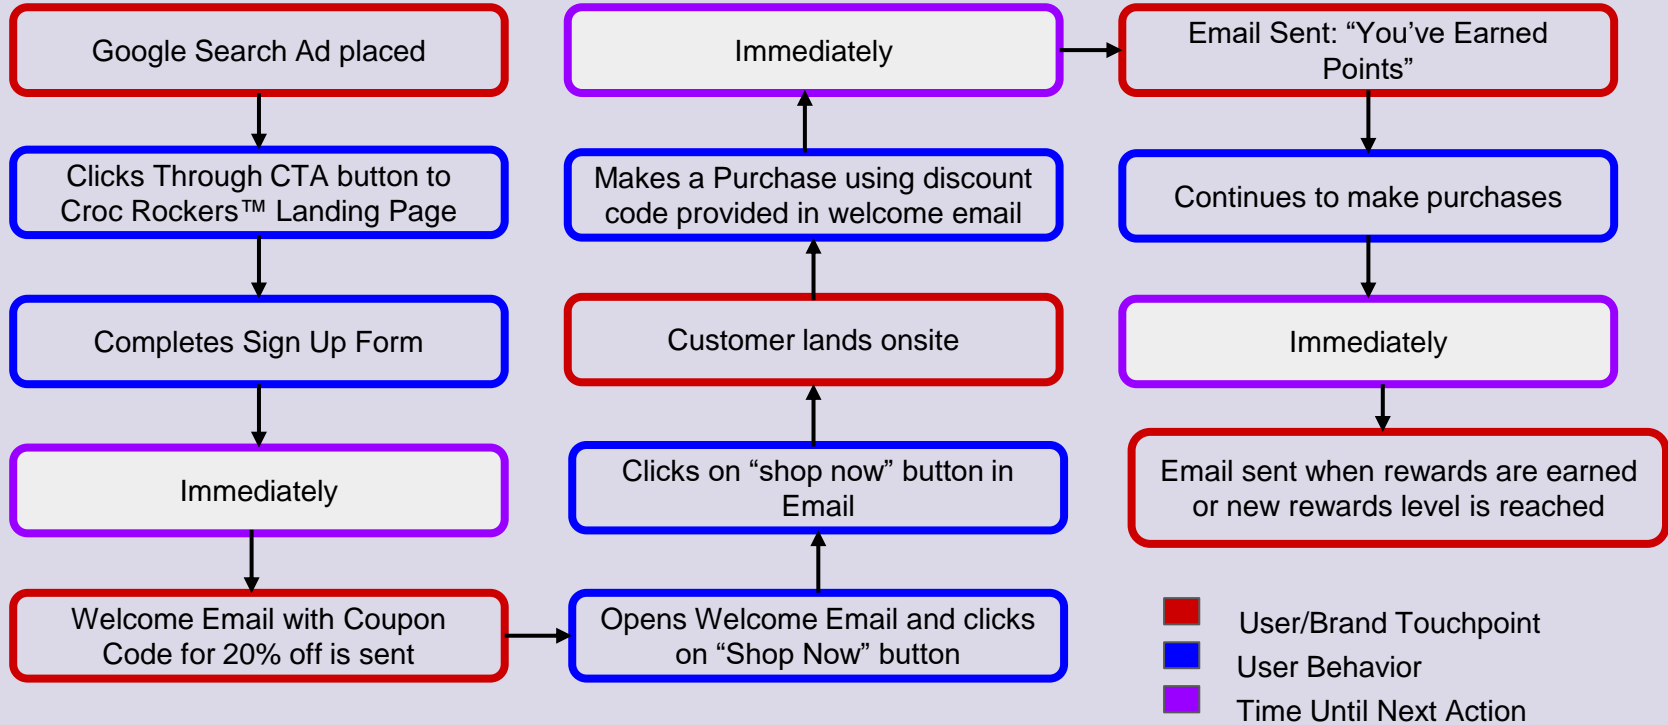 Google Search Ad placed
Clicks Through CTA button to
Croc Rockers™ Landing Page
Completes Sign Up Form
Immediately
Welcome Email with Coupon
Code for 20% off is sent
Opens Welcome Email and clicks
on “Shop Now” button
Clicks on “shop now” button in
Email
Customer lands onsite
Makes a Purchase using discount
code provided in welcome email
Immediately
Email Sent: “You’ve Earned
Points”
Continues to make purchases
Immediately
Email sent when rewards are earned
or new rewards level is reached
User/Brand Touchpoint
User Behavior
Time Until Next Action